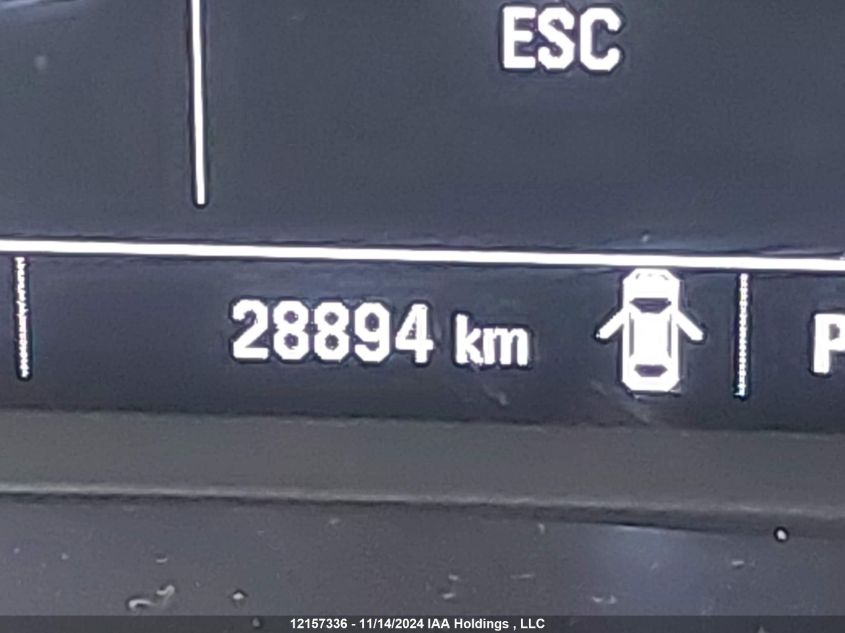 ESC
28894 km
P
12157336 - 11/14/2024 IAA Holdings , LLC